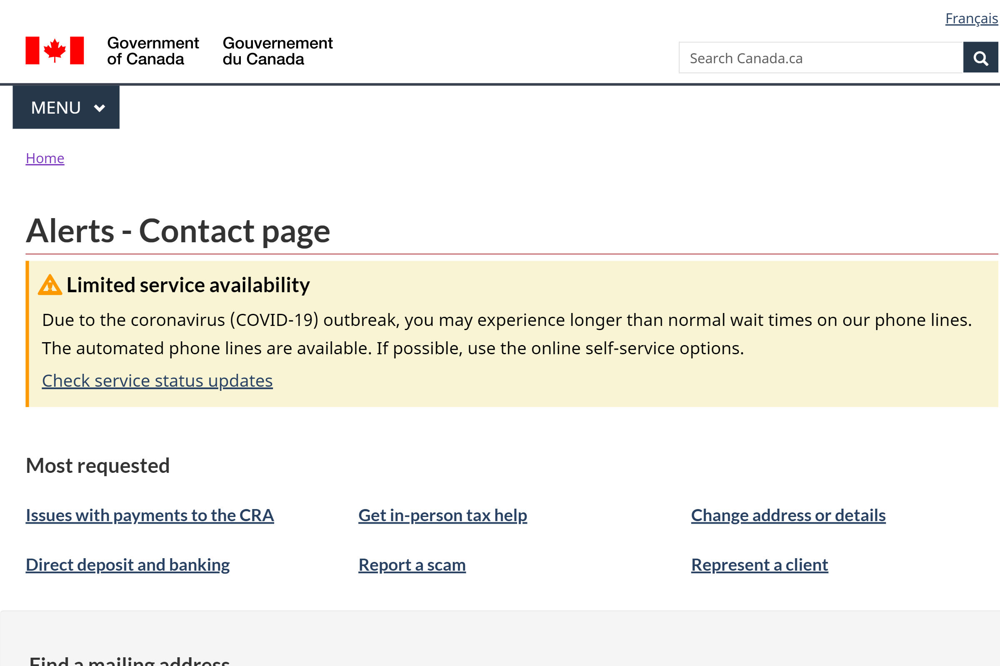 Français
Government
of Canada
Gouvernement
du Canada
Search Canada.ca
MENU
Home
Alerts - Contact page
Limited service availability
Due to the coronavirus (COVID-19) outbreak, you may experience longer than normal wait times on our phone lines.
The automated phone lines are available. If possible, use the online self-service options.
Check service status updates
Most requested
Issues with payments to the CRA
Get in-person tax help
Change address or details
Direct deposit and banking
Report a scam
Represent a client
Find a mailing address